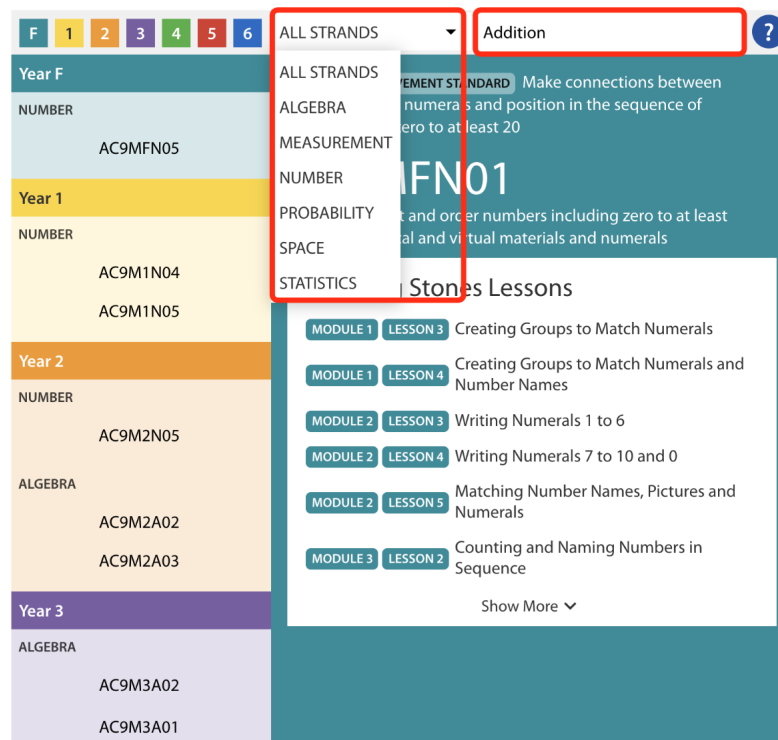 F 1 2 3 4 5 6 ALL STRANDS Addition ?
Year F
NUMBER
AC9MFN05
Year 1
NUMBER
AC9M1N04
AC9M1N05
Year 2
NUMBER
AC9M2N05
ALGEBRA
AC9M2A02
AC9M2A03
Year 3
ALGEBRA
AC9M3A02
AC9M3A01
ALL STRANDS
ALGEBRA
MEASUREMENT
NUMBER
PROBABILITY
SPACE
STATISTICS
Make connections between
numerals and position in the sequence of
to at least 20
and order numbers including zero to at least
and virtual materials and numerals
Stones Lessons
MODULE 1 LESSON 3 Creating Groups to Match Numerals
MODULE 1 LESSON 4 Creating Groups to Match Numerals and
Number Names
MODULE 2 LESSON 3 Writing Numerals 1 to 6
MODULE 2 LESSON 4 Writing Numerals 7 to 10 and 0
MODULE 2 LESSON 5 Matching Number Names, Pictures and
Numerals
MODULE 3 LESSON 2 Counting and Naming Numbers in
Sequence
Show More